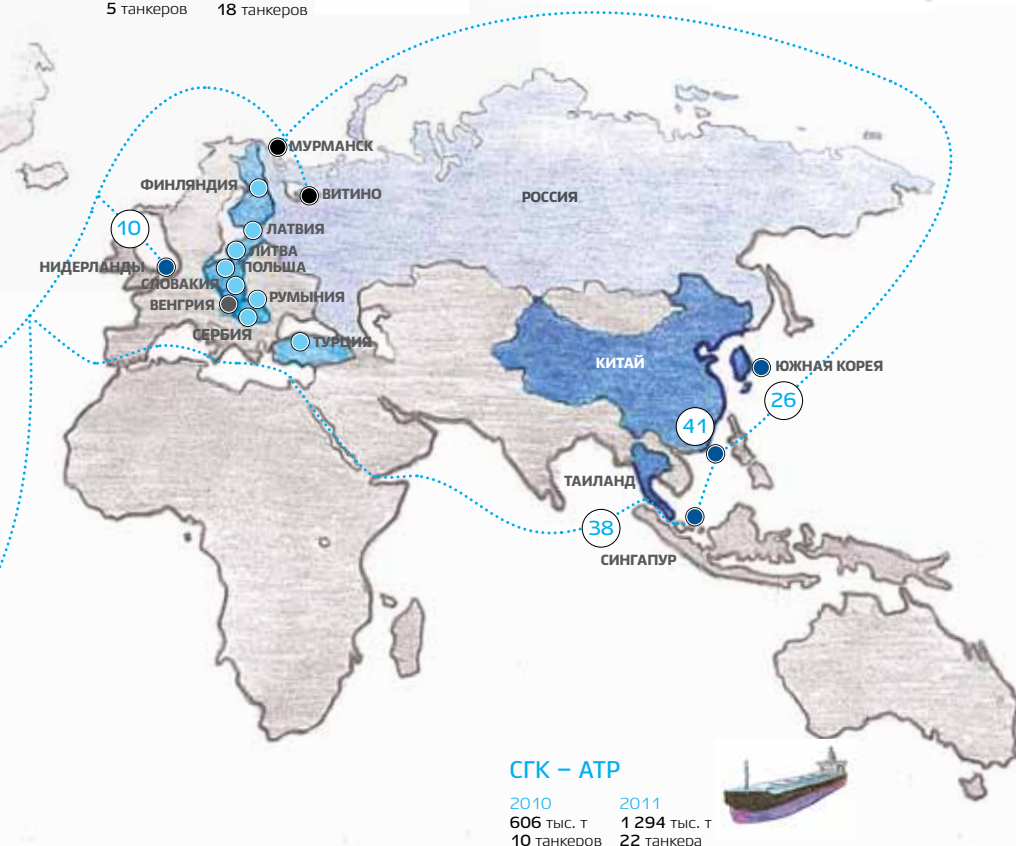 5 танкеров 18 танкеров
МУРМАНСК
ФИНЛЯНДИЯ
ВИТИНО
РОССИЯ
10
ЛАТВИЯ
ЛИТВА
НИДЕРЛАНДЫ
ПОЛЬША
СЛОВАКИЯ
ВЕНГРИЯ
РУМЫНИЯ
СЕРБИЯ
ТУРЦИЯ
КИТАЙ
ЮЖНАЯ КОРЕЯ
26
41
ТАИЛАНД
38
СИНГАПУР
СГК – АТР
2010 2011
606 тыс. т 1 294 тыс. т
10 танкеров 22 танкера